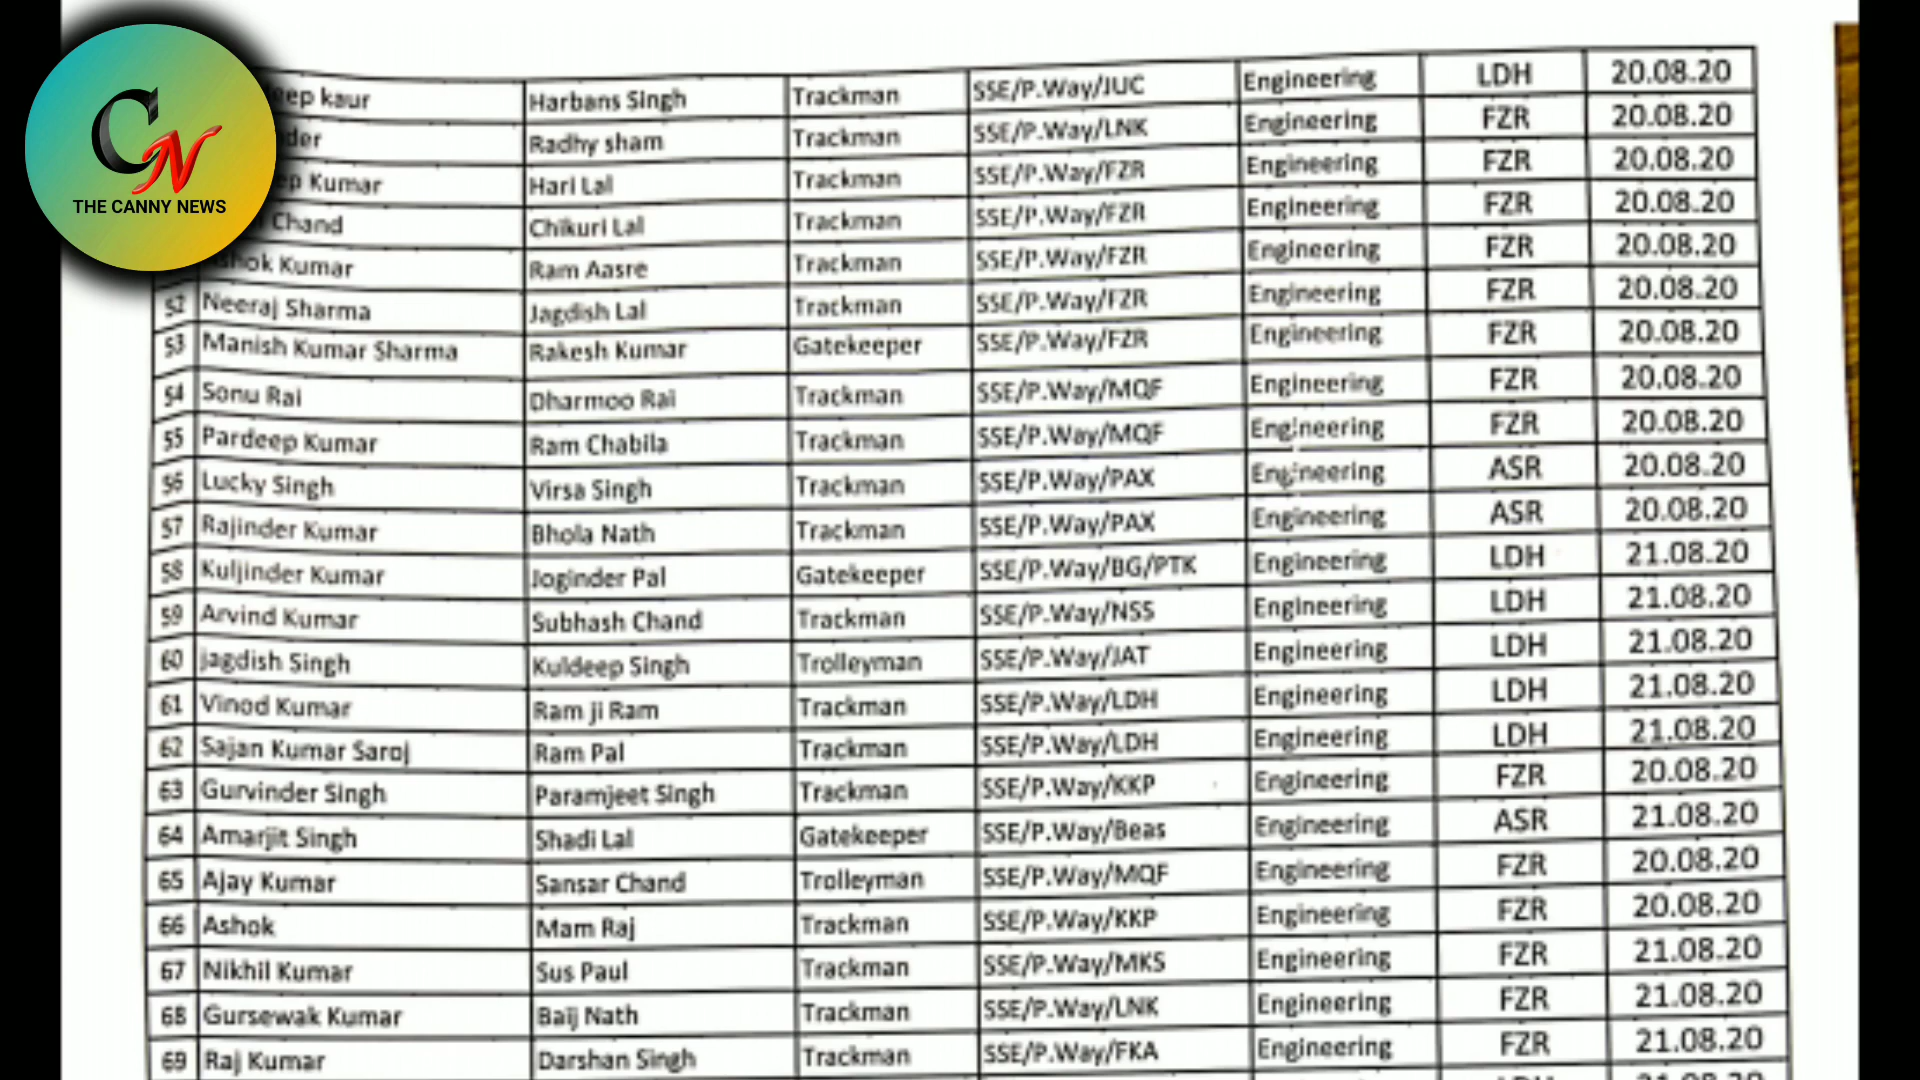 CN
THE CANNY NEWS
kaur Harbans Singh Trackman SSE/P.Way/JUC Engineering LDH 20.08.20
Radhy sham Trackman SSE/P.Way/LNK Engineering FZR 20.08.20
Kumar Hari Lal Trackman SSE/P.Way/FZR Engineering FZR 20.08.20
Chand Chikuri Lal Trackman SSE/P.Way/FZR Engineering FZR 20.08.20
Kumar Ram Aasre Trackman SSE/P.Way/FZR Engineering FZR 20.08.20
52 Neeraj Sharma Jagdish Lal Trackman SSE/P.Way/FZR Engineering FZR 20.08.20
53 Manish Kumar Sharma Rakesh Kumar Gatekeeper SSE/P.Way/FZR Engineering FZR 20.08.20
54 Sonu Rai Dharmoo Rai Trackman SSE/P.Way/MQF Engineering FZR 20.08.20
55 Pardeep Kumar Ram Chabila Trackman SSE/P.Way/MQF Engineering FZR 20.08.20
56 Lucky Singh Virsa Singh Trackman SSE/P.Way/PAX Engineering ASR 20.08.20
57 Rajinder Kumar Bhola Nath Trackman SSE/P.Way/PAX Engineering ASR 20.08.20
58 Kuljinder Kumar Joginder Pal Gatekeeper SSE/P.Way/BG/PTK Engineering LDH 21.08.20
59 Arvind Kumar Subhash Chand Trackman SSE/P.Way/NSS Engineering LDH 21.08.20
60 jagdish Singh Kuldeep Singh Trolleyman SSE/P.Way/JAT Engineering LDH 21.08.20
61 Vinod Kumar Ram ji Ram Trackman SSE/P.Way/LDH Engineering LDH 21.08.20
62 Sajan Kumar Saroj Ram Pal Trackman SSE/P.Way/LDH Engineering LDH 21.08.20
63 Gurvinder Singh Paramjeet Singh Trackman SSE/P.Way/KKP Engineering FZR 20.08.20
64 Amarjit Singh Shadi Lal Gatekeeper SSE/P.Way/Beas Engineering ASR 21.08.20
65 Ajay Kumar Sansar Chand Trolleyman SSE/P.Way/MQF Engineering FZR 20.08.20
66 Ashok Mam Raj Trackman SSE/P.Way/KKP Engineering FZR 20.08.20
67 Nikhil Kumar Sus Paul Trackman SSE/P.Way/MKS Engineering FZR 21.08.20
68 Gursewak Kumar Baij Nath Trackman SSE/P.Way/LNK Engineering FZR 21.08.20
69 Raj Kumar Darshan Singh Trackman SSE/P.Way/FKA Engineering FZR 21.08.20